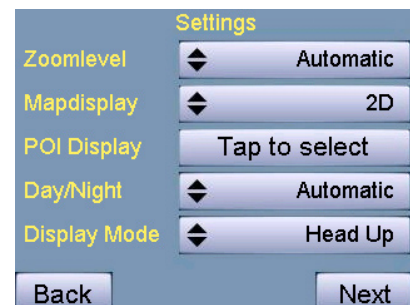 Settings
Zoomlevel Automatic
Mapdisplay 2D
POI Display Tap to select
Day/Night Automatic
Display Mode Head Up
Back Next